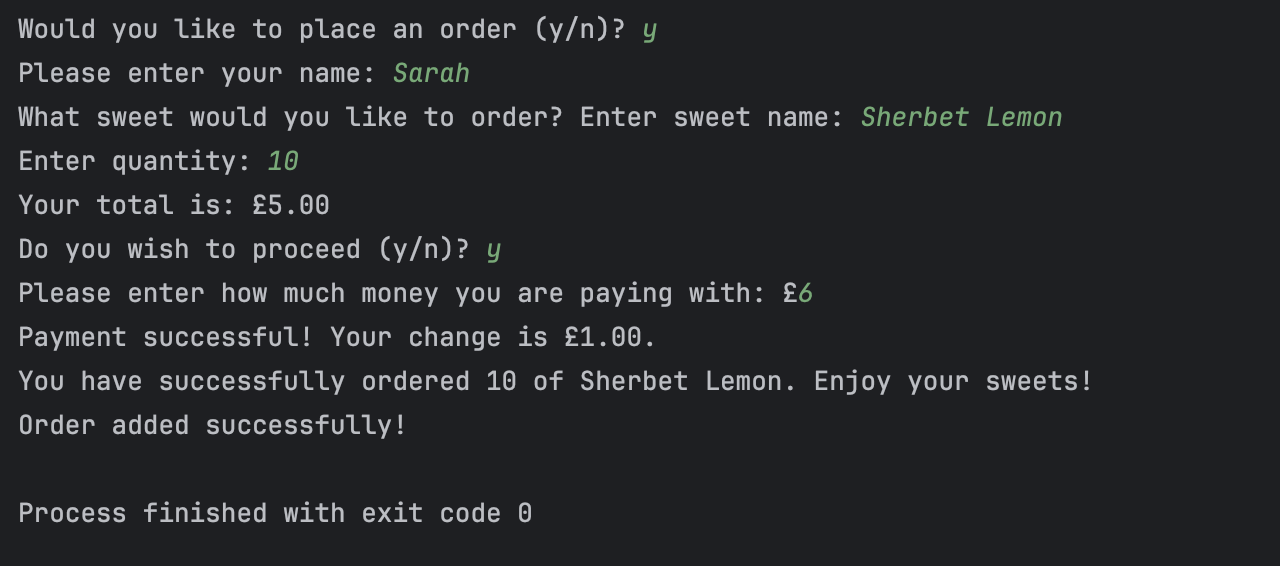 Would you like to place an order (y/n)? y
Please enter your name: Sarah
What sweet would you like to order? Enter sweet name: Sherbet Lemon
Enter quantity: 10
Your total is: £5.00
Do you wish to proceed (y/n)? y
Please enter how much money you are paying with: £6
Payment successful! Your change is £1.00.
You have successfully ordered 10 of Sherbet Lemon. Enjoy your sweets!
Order added successfully!
Process finished with exit code 0